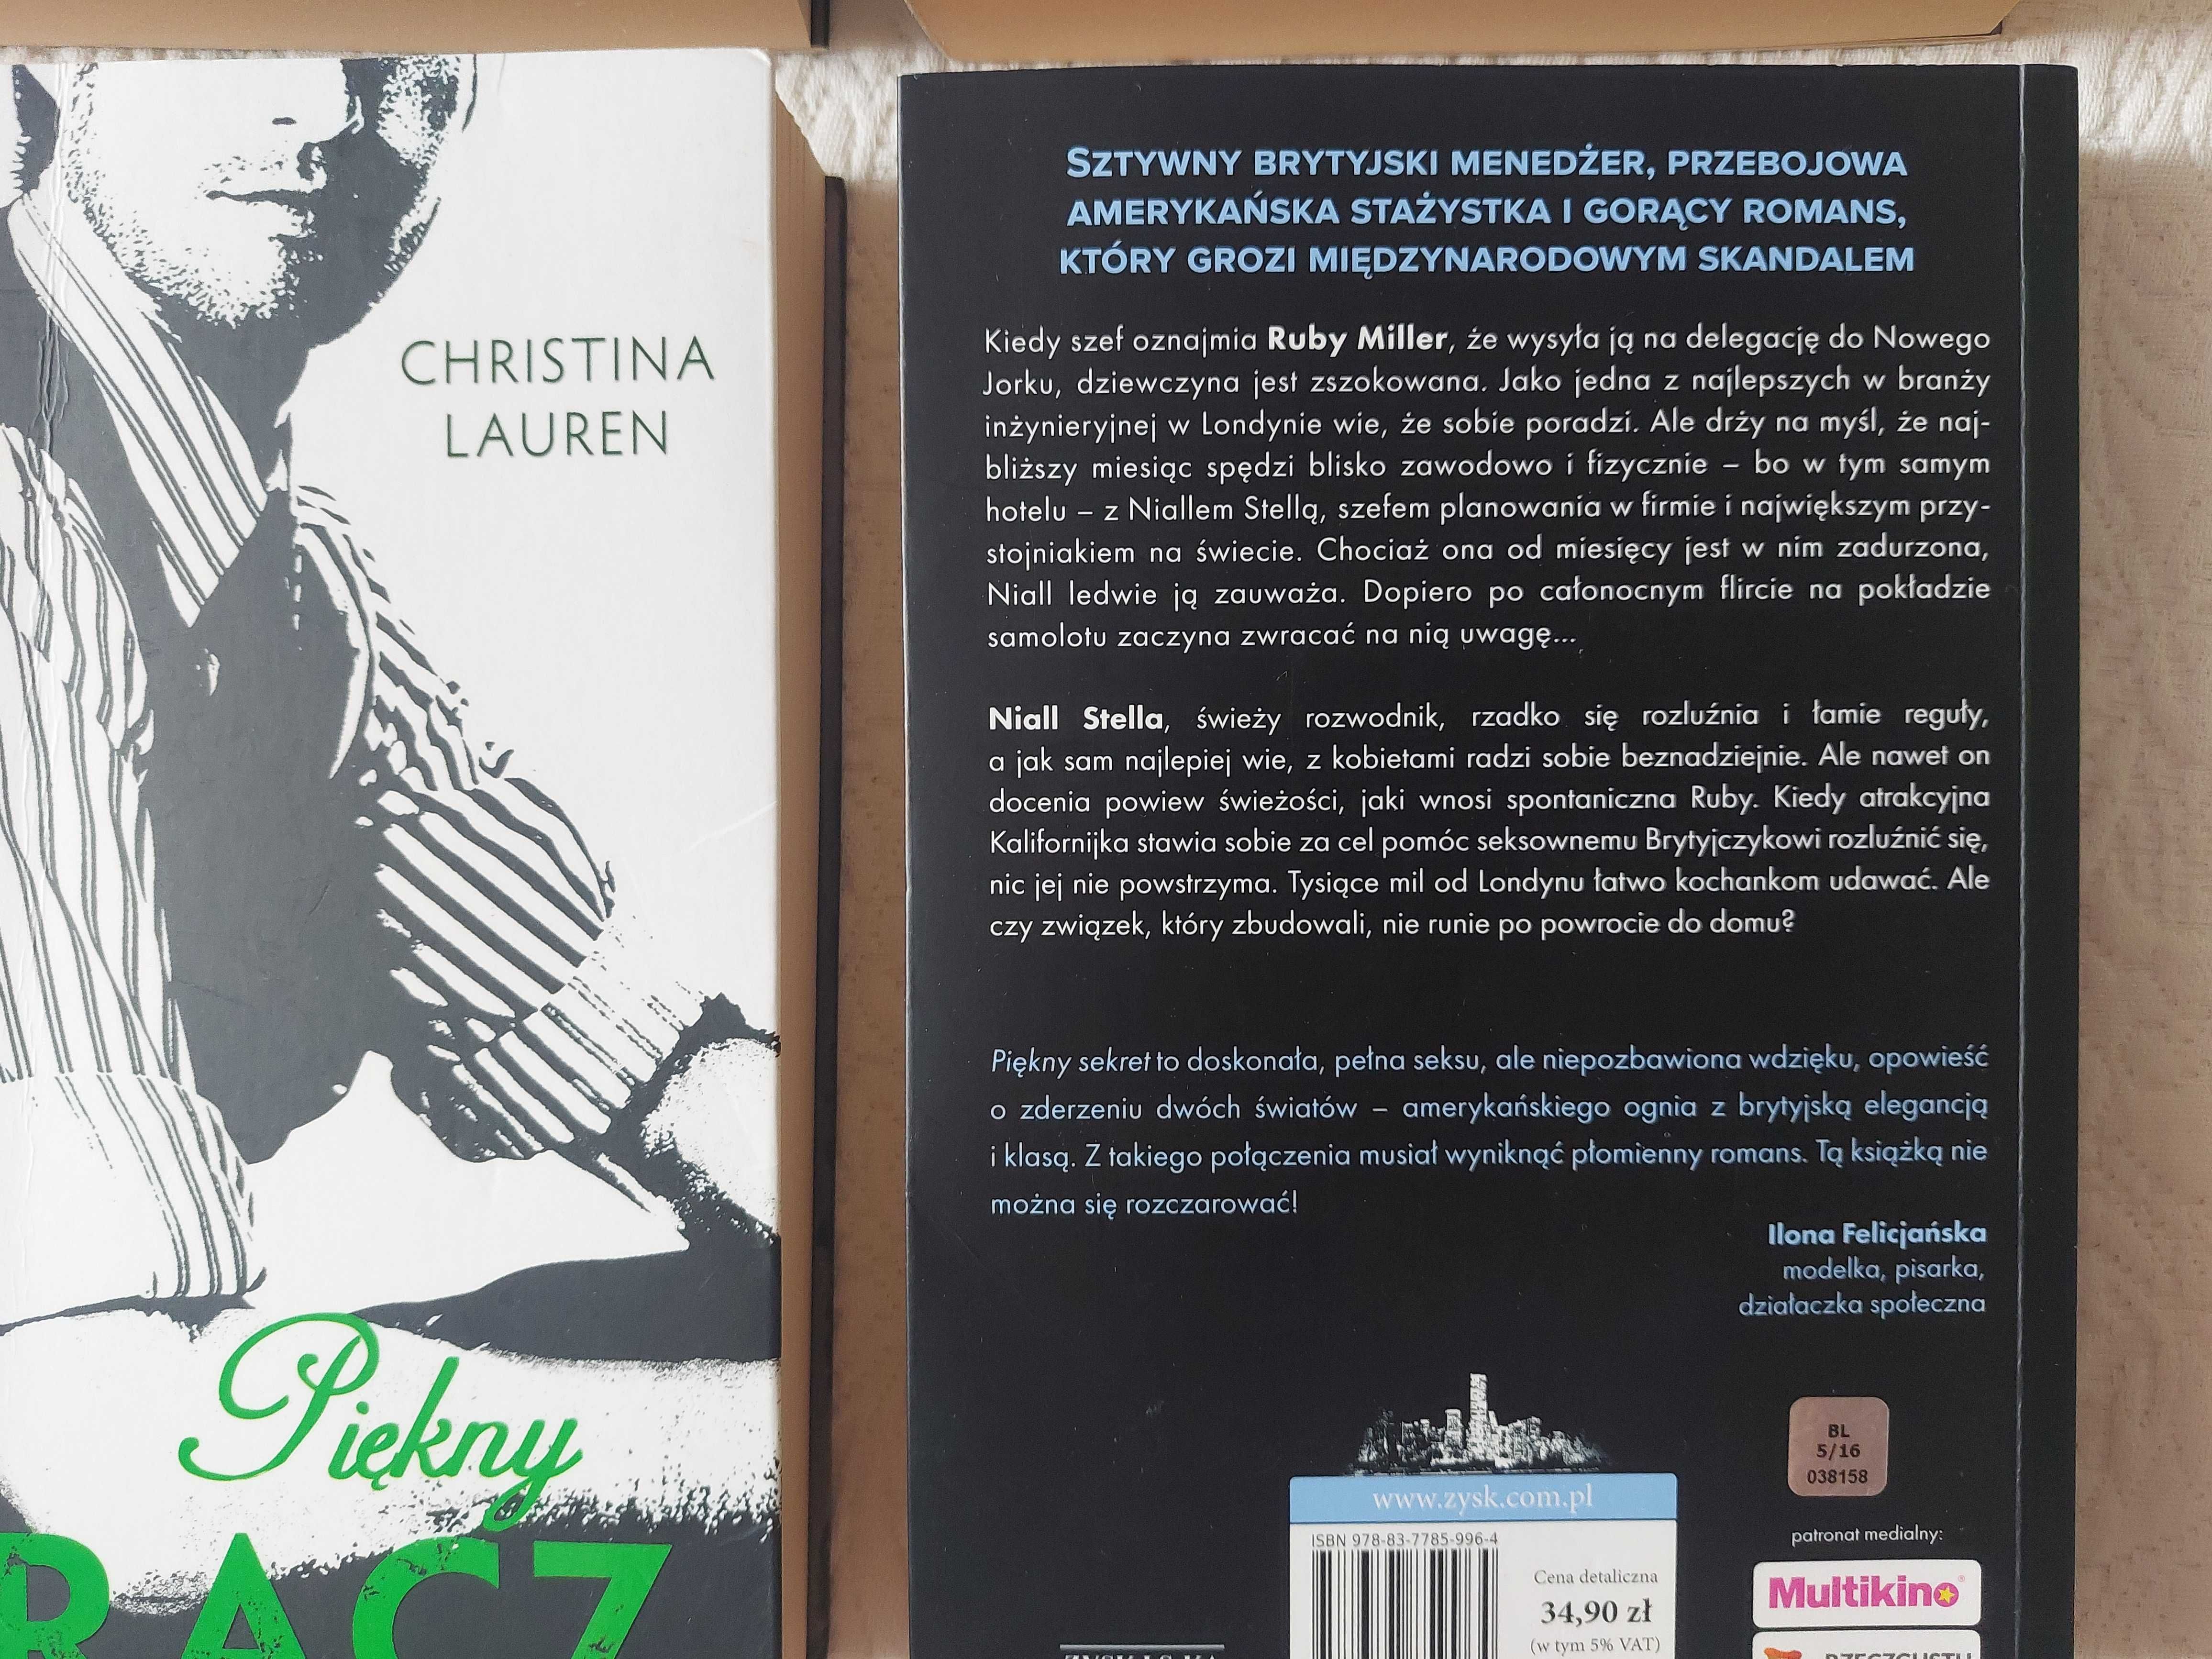 CHRISTINA
LAUREN
Piękny
RACZ
SZTYWNY BRYTYJSKI MENEDŻER, PRZEBOJOWA
AMERYKAŃSKA STAŻYSTKA I GORĄCY ROMANS,
KTÓRY GROZI MIĘDZYNARODOWYM SKANDALEM
Kiedy szef oznajmia Ruby Miller, że wysyła ją na delegację do Nowego
Jorku, dziewczyna jest zszokowana. Jako jedna z najlepszych w branży
inżynieryjnej w Londynie wie, że sobie poradzi. Ale drży na myśl, że naj-
bliższy miesiąc spędzi blisko zawodowo i fizycznie – bo w tym samym
hotelu – z Niallem Stellą, szefem planowania w firmie i największym przy-
stojniakiem na świecie. Chociaż ona od miesięcy jest w nim zadurzona,
Niall ledwie ją zauważa. Dopiero po całonocnym flircie na pokładzie
samolotu zaczyna zwracać na nią uwagę...
Niall Stella, świeży rozwodnik, rzadko się rozluźnia i łamie reguły,
a jak sam najlepiej wie, z kobietami radzi sobie beznadziejnie. Ale nawet on
docenia powiew świeżości, jaki wnosi spontaniczna Ruby. Kiedy atrakcyjna
Kalifornijka stawia sobie za cel pomóc seksownemu Brytyjczykowi rozluźnić się,
nic jej nie powstrzyma. Tysiące mil od Londynu łatwo kochankom udawać. Ale
czy związek, który zbudowali, nie runie po powrocie do domu?
Piękny sekret to doskonała, pełna seksu, ale niepozbawiona wdzięku, opowieść
o zderzeniu dwóch światów – amerykańskiego ognia z brytyjską elegancją
i klasą. Z takiego połączenia musiał wyniknąć płomienny romans. Tą książką nie
można się rozczarować!
Ilona Felicjańska
modelka, pisarka,
działaczka społeczna
BL
5/16
038158
www.zysk.com.pl
ISBN 978-83-7785-996-4
Cena detaliczna
34,90 zł
(w tym 5% VAT)
patronat medialny:
Multikino